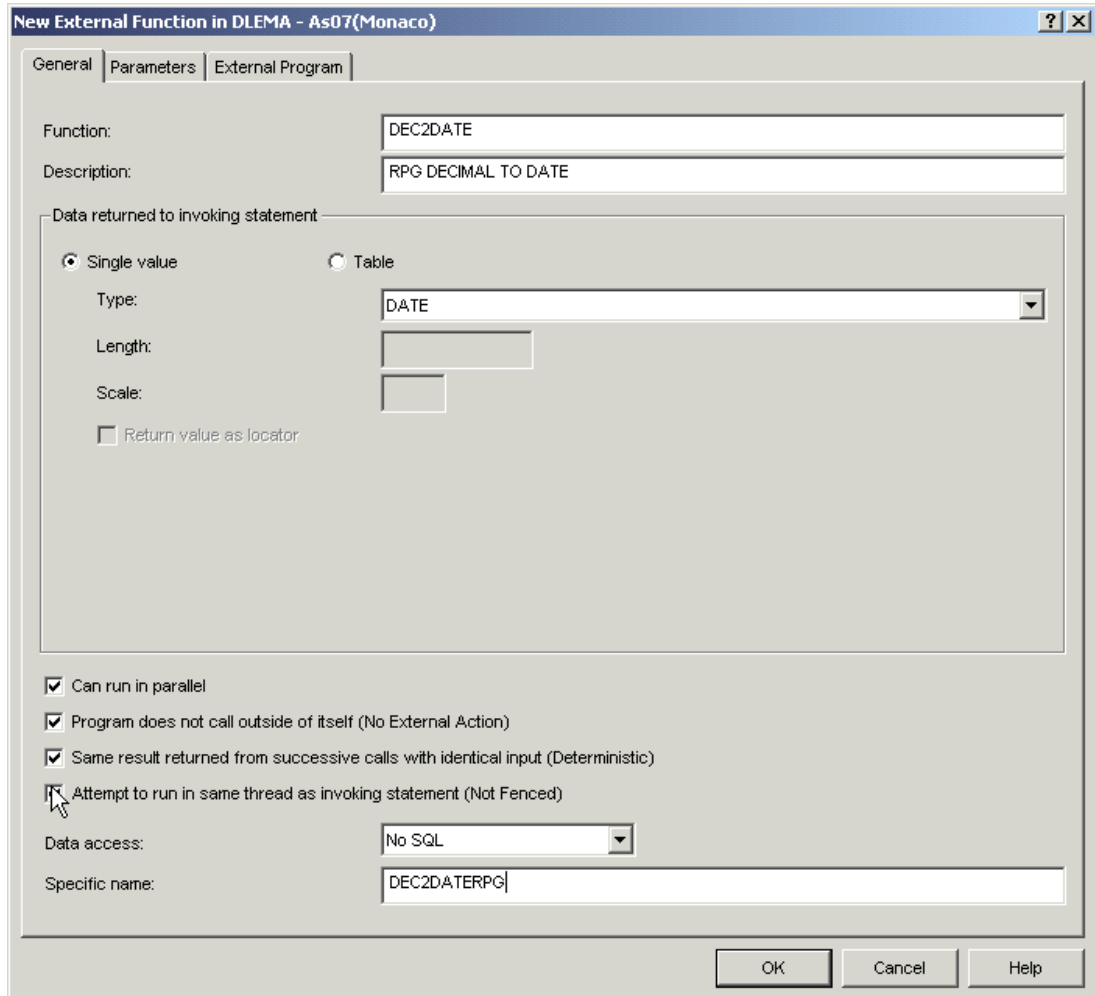 New External Function in DLEMA - As07(Monaco)
General Parameters External Program
Function: DEC2DATE
Description: RPG DECIMAL TO DATE
Data returned to invoking statement
Single value Table
Type: DATE
Length:
Scale:
Return value as locator
Can run in parallel
Program does not call outside of itself (No External Action)
Same result returned from successive calls with identical input (Deterministic)
Attempt to run in same thread as invoking statement (Not Fenced)
Data access: No SQL
Specific name: DEC2DATERPG
OK Cancel Help